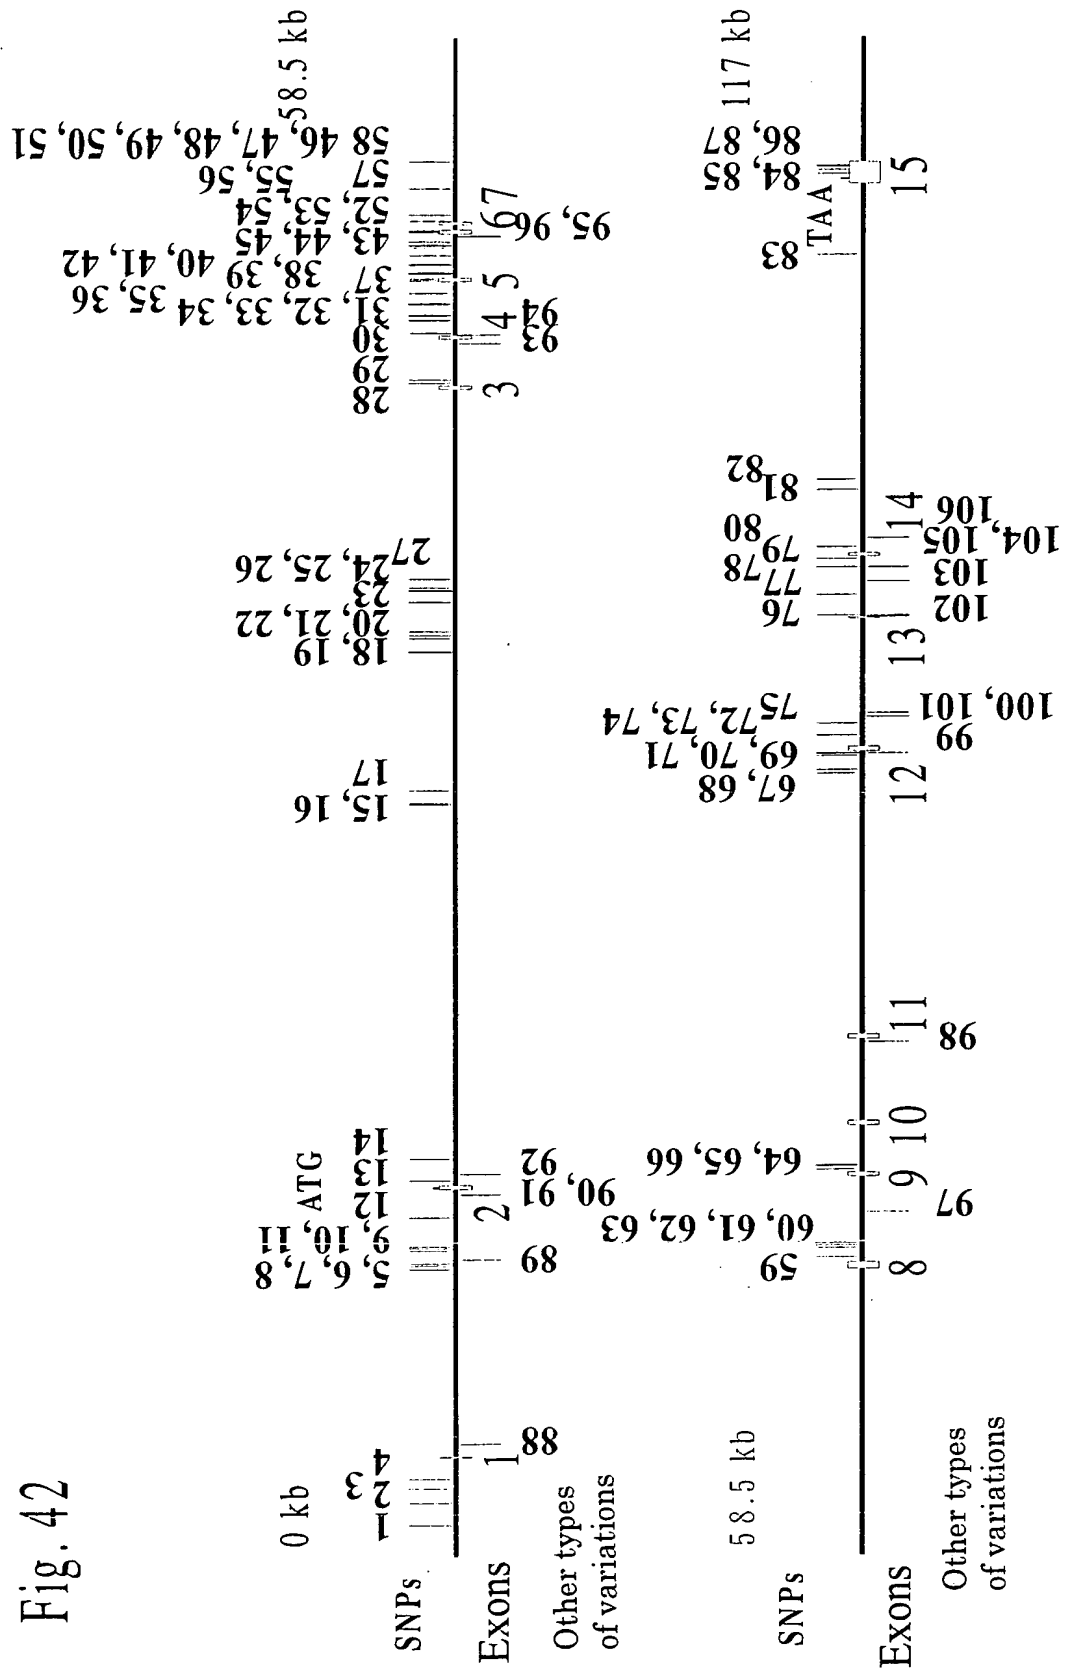 Fig. 42
0 kb
58.5 kb
ATG
SNPs
1
2
3
4
5, 6, 7, 8
9, 10, 11
12
13
14
15, 16
17
18, 19
20, 21, 22
23
24, 25, 26
27
28
29
30
31, 32, 33, 34
35, 36
37
38, 39
40, 41, 42
43, 44, 45
52, 53, 54
55, 56
57
58
46, 47, 48, 49, 50, 51
Exons
1
2
3
4
5
6
7
Other types
of variations
88
89
90, 91
92
93
94
95, 96
58.5 kb
117 kb
TAA
SNPs
59
60, 61, 62, 63
64, 65, 66
67, 68
69, 70, 71
72, 73, 74
75
76
77
78
79
80
81
82
83
84, 85
86, 87
Exons
8
9
10
11
12
13
14
15
Other types
of variations
97
98
99
100, 101
102
103
104, 105
106